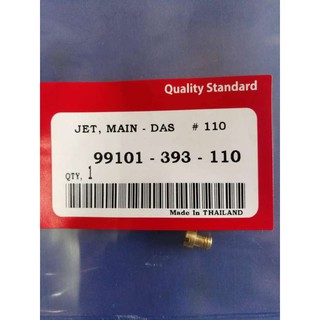 Quality Standard
JET, MAIN - DAS # 110
99101 - 393 - 110
QTY, 1
Made In THAILAND